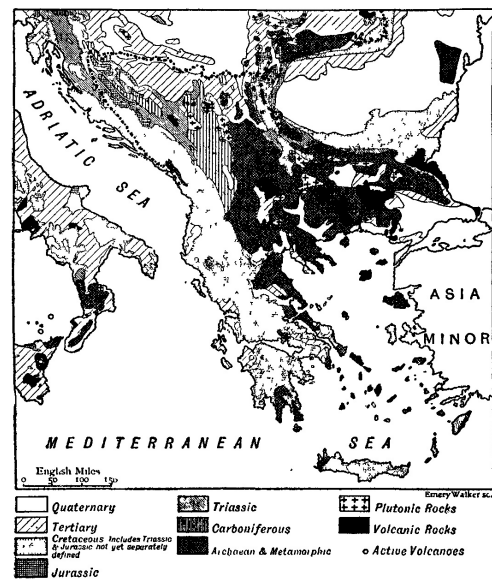 ADRIATIC SEA
ASIA
MINOR
MEDITERRANEAN SEA
English Miles
0 50 100 150
Emery Walker sc.
Quaternary
Tertiary
Cretaceous Includes Triassic
& Jurassic not yet separately
defined
Jurassic
Triassic
Carboniferous
Archaean & Metamorphic
Plutonic Rocks
Volcanic Rocks
Active Volcanoes